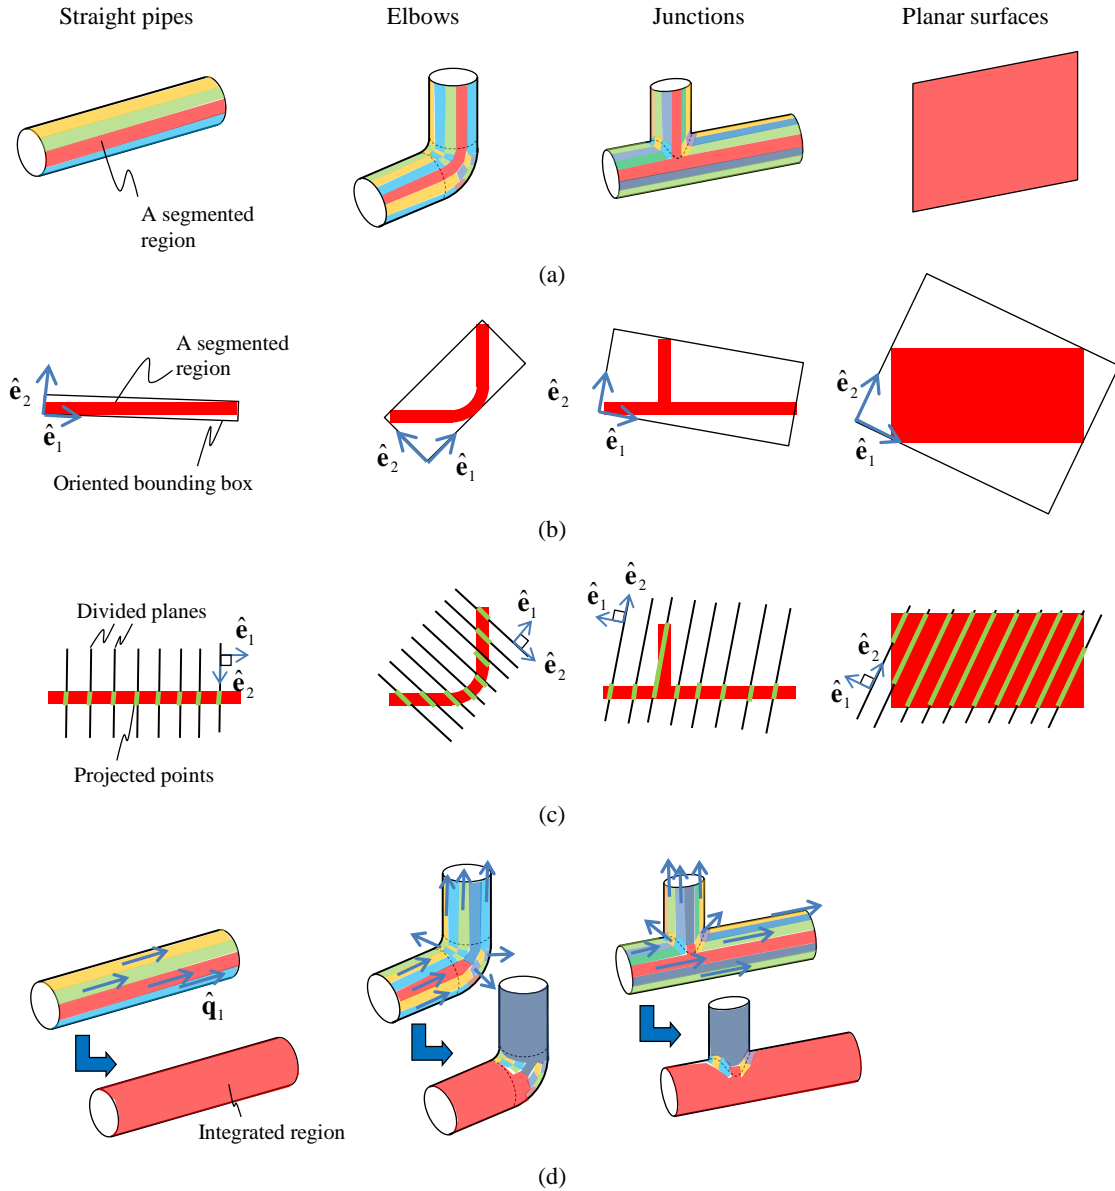 Straight pipes
Elbows
Junctions
Planar surfaces
A segmented
region
(a)
A segmented
region
ê₂
ê₁
Oriented bounding box
ê₂
ê₁
ê₂
ê₁
ê₂
ê₁
(b)
Divided planes
ê₁
ê₂
Projected points
ê₁
ê₂
ê₁
ê₂
ê₂
ê₁
(c)
q̂₁
Integrated region
(d)